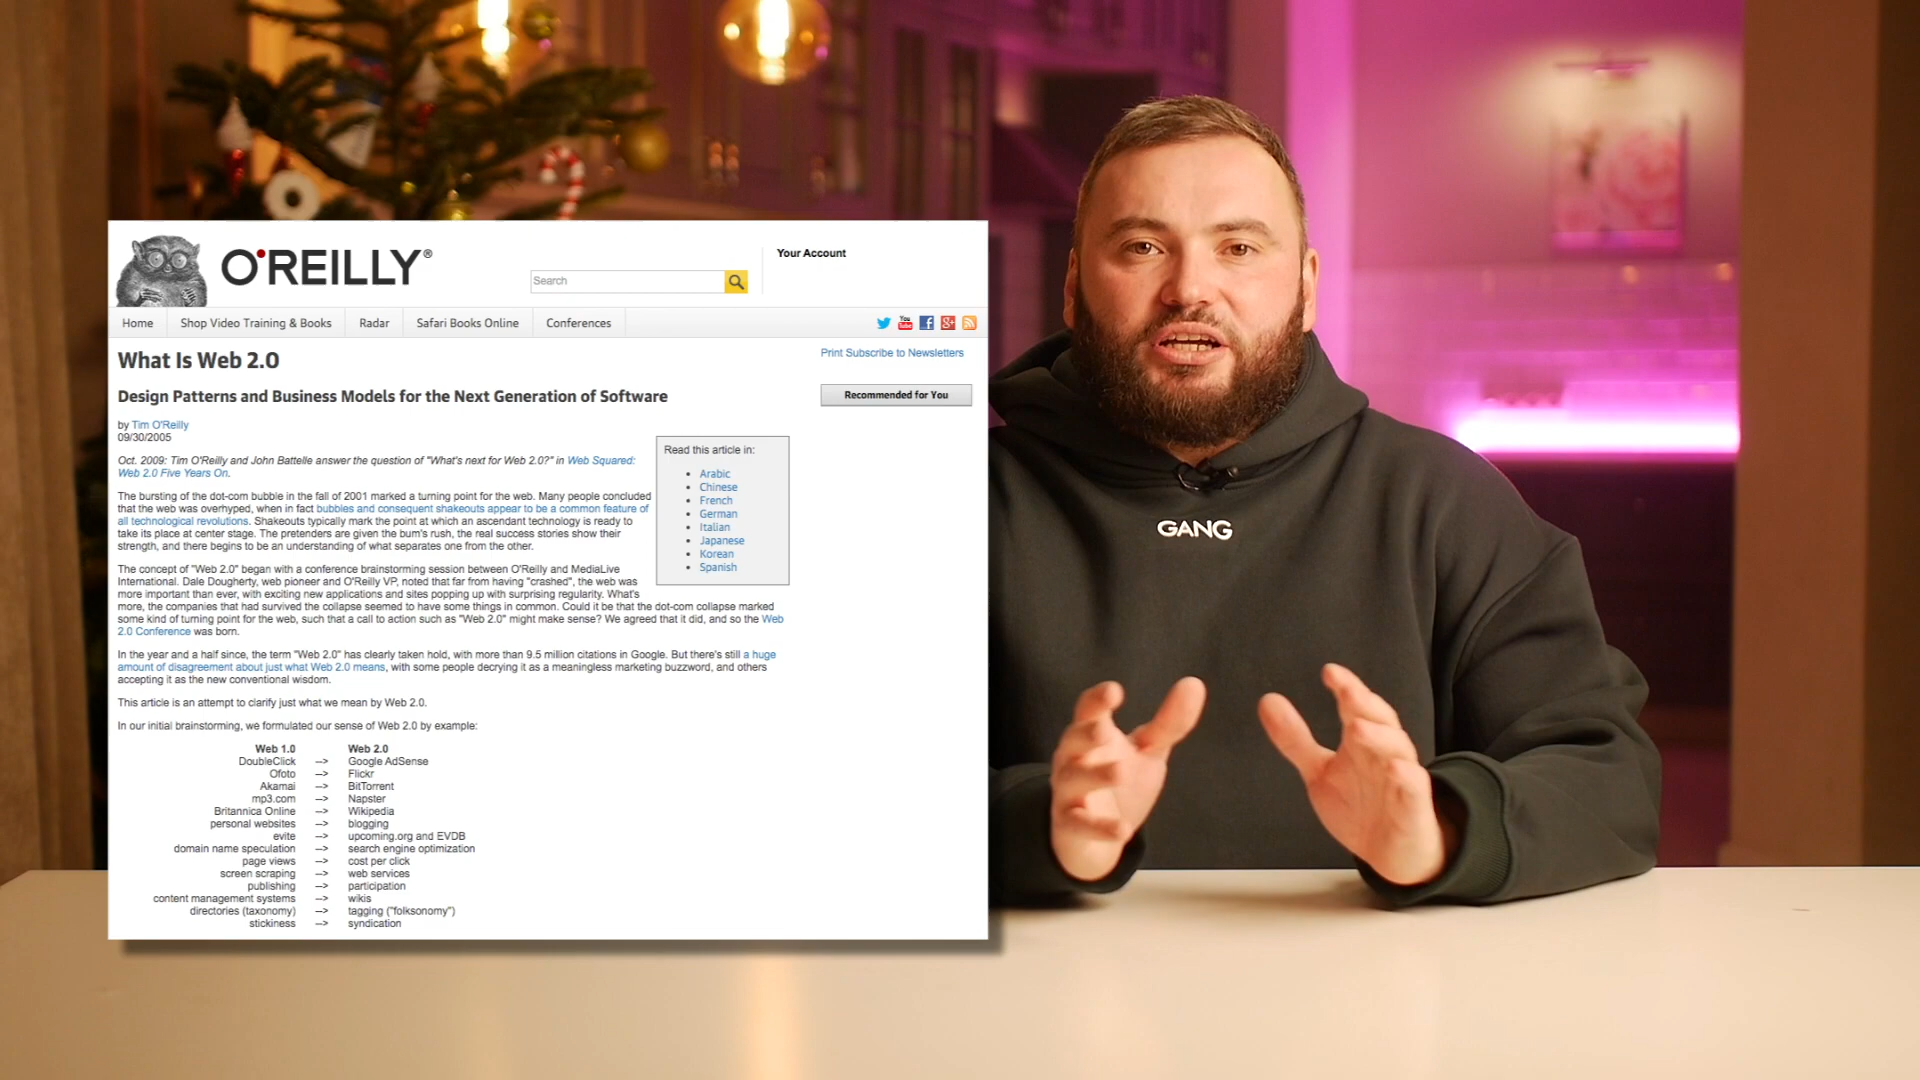 O'REILLY®
Search
Your Account
Home
Shop Video Training & Books
Radar
Safari Books Online
Conferences
You
Tube
What Is Web 2.0
Print Subscribe to Newsletters
Design Patterns and Business Models for the Next Generation of Software
Recommended for You
by Tim O'Reilly
09/30/2005
Oct. 2009: Tim O'Reilly and John Battelle answer the question of "What's next for Web 2.0?" in Web Squared:
Web 2.0 Five Years On.
The bursting of the dot-com bubble in the fall of 2001 marked a turning point for the web. Many people concluded
that the web was overhyped, when in fact bubbles and consequent shakeouts appear to be a common feature of
all technological revolutions. Shakeouts typically mark the point at which an ascendant technology is ready to
take its place at center stage. The pretenders are given the bum's rush, the real success stories show their
strength, and there begins to be an understanding of what separates one from the other.
Read this article in:
Arabic
Chinese
French
German
Italian
Japanese
Korean
Spanish
The concept of "Web 2.0" began with a conference brainstorming session between O'Reilly and MediaLive
International. Dale Dougherty, web pioneer and O'Reilly VP, noted that far from having "crashed", the web was
more important than ever, with exciting new applications and sites popping up with surprising regularity. What's
more, the companies that had survived the collapse seemed to have some things in common. Could it be that the dot-com collapse marked
some kind of turning point for the web, such that a call to action such as "Web 2.0" might make sense? We agreed that it did, and so the Web
2.0 Conference was born.
In the year and a half since, the term "Web 2.0" has clearly taken hold, with more than 9.5 million citations in Google. But there's still a huge
amount of disagreement about just what Web 2.0 means, with some people decrying it as a meaningless marketing buzzword, and others
accepting it as the new conventional wisdom.
This article is an attempt to clarify just what we mean by Web 2.0.
In our initial brainstorming, we formulated our sense of Web 2.0 by example:
Web 1.0 Web 2.0
DoubleClick --> Google AdSense
Ofoto --> Flickr
Akamai --> BitTorrent
mp3.com --> Napster
Britannica Online --> Wikipedia
personal websites --> blogging
evite --> upcoming.org and EVDB
domain name speculation --> search engine optimization
page views --> cost per click
screen scraping --> web services
publishing --> participation
content management systems --> wikis
directories (taxonomy) --> tagging ("folksonomy")
stickiness --> syndication
GANG